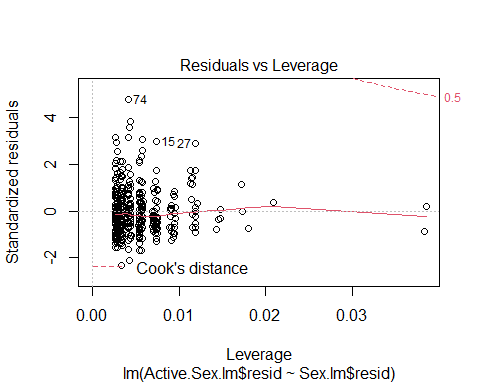 Residuals vs Leverage
Standardized residuals
4
2
0
-2
74
15
27
0.5
Cook's distance
0.00
0.01
0.02
0.03
Leverage
lm(Active.Sex.lm$resid ~ Sex.lm$resid)